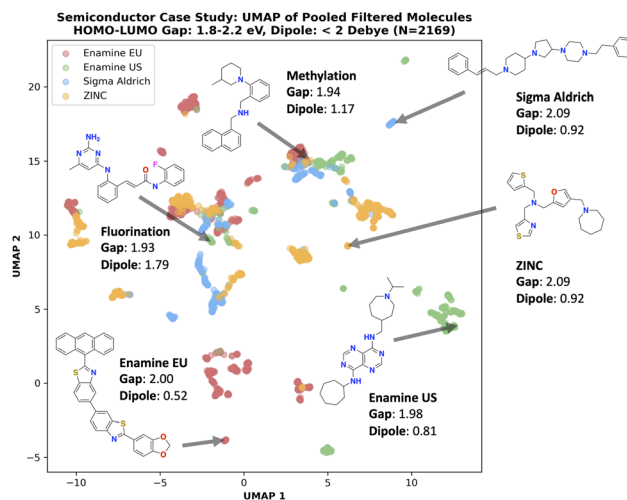 Semiconductor Case Study: UMAP of Pooled Filtered Molecules
HOMO-LUMO Gap: 1.8-2.2 eV, Dipole: < 2 Debye (N=2169)
Enamine EU
Enamine US
Sigma Aldrich
ZINC
Methylation
Gap: 1.94
Dipole: 1.17
Sigma Aldrich
Gap: 2.09
Dipole: 0.92
Fluorination
Gap: 1.93
Dipole: 1.79
ZINC
Gap: 2.09
Dipole: 0.92
Enamine EU
Gap: 2.00
Dipole: 0.52
Enamine US
Gap: 1.98
Dipole: 0.81
UMAP 2
20
15
10
5
0
−5
−10
−5
0
5
10
UMAP 1
N
NH
NH₂
N
N
N
H
O
N
H
F
N
N
N
N
S
N
O
N
S
N
N
HN
N
N
N
N
NH
S
N
S
N
O
O